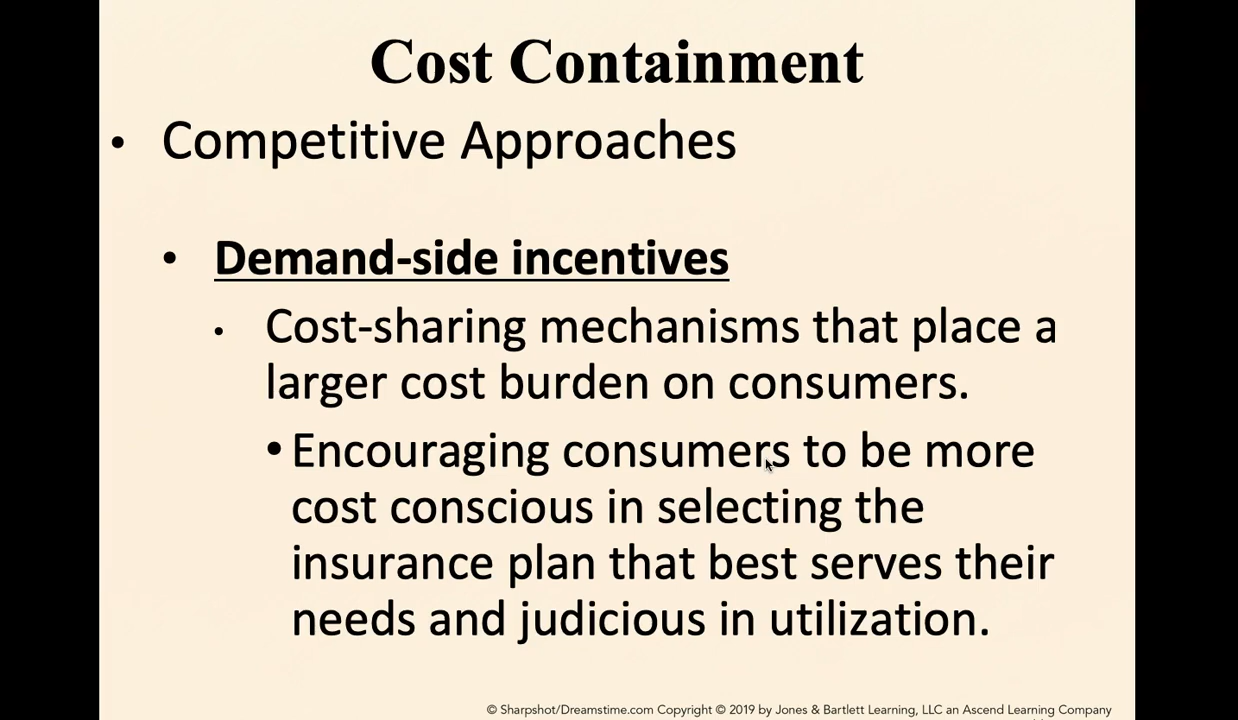 Cost Containment
• Competitive Approaches
• Demand-side incentives
• Cost-sharing mechanisms that place a
larger cost burden on consumers.
• Encouraging consumers to be more
cost conscious in selecting the
insurance plan that best serves their
needs and judicious in utilization.
© Sharpshot/Dreamstime.com Copyright © 2019 by Jones & Bartlett Learning, LLC an Ascend Learning Company